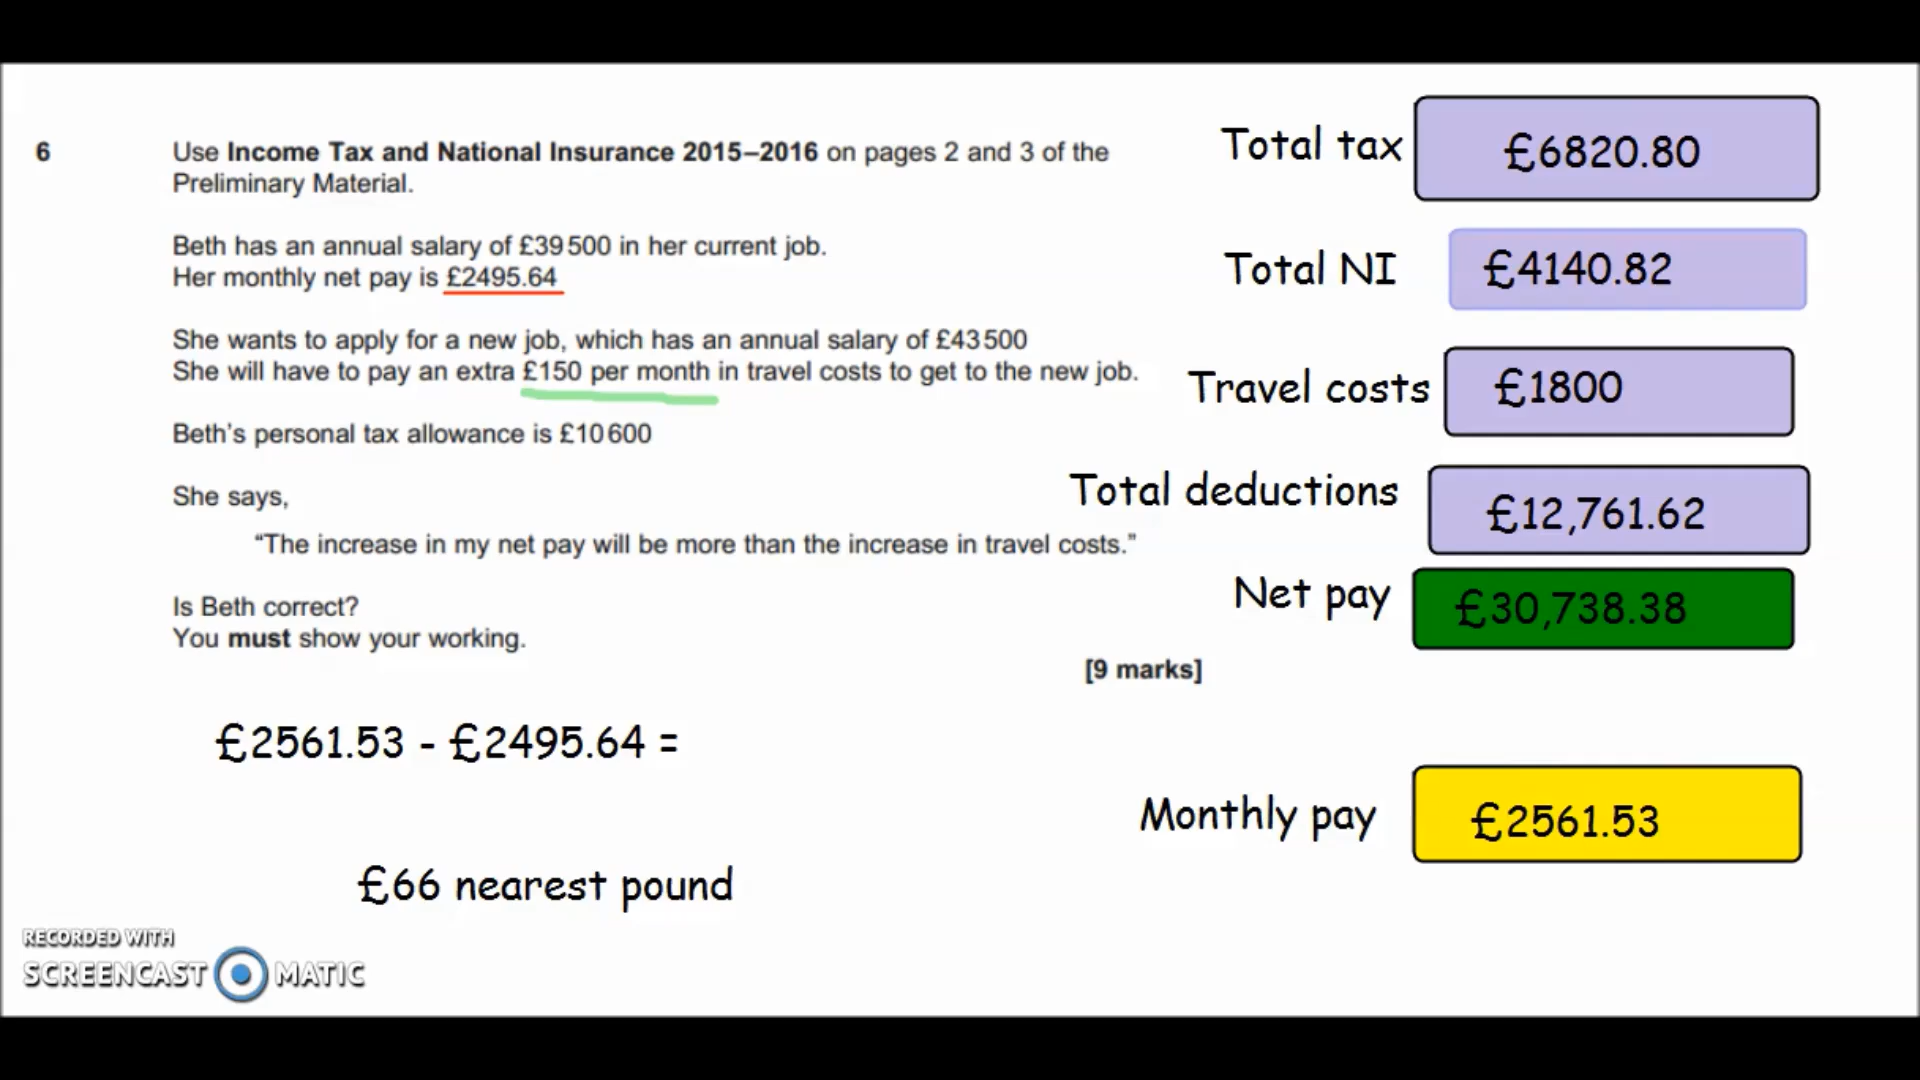 6
Use Income Tax and National Insurance 2015–2016 on pages 2 and 3 of the
Preliminary Material.
Beth has an annual salary of £39 500 in her current job.
Her monthly net pay is £2495.64
She wants to apply for a new job, which has an annual salary of £43 500
She will have to pay an extra £150 per month in travel costs to get to the new job.
Beth's personal tax allowance is £10 600
She says,
“The increase in my net pay will be more than the increase in travel costs.”
Is Beth correct?
You must show your working.
[9 marks]
£2561.53 - £2495.64 =
£66 nearest pound
Total tax £6820.80
Total NI £4140.82
Travel costs £1800
Total deductions £12,761.62
Net pay £30,738.38
Monthly pay £2561.53
RECORDED WITH
SCREENCAST MATIC